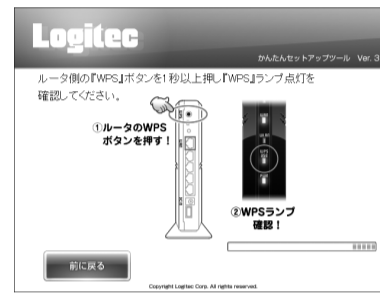 Logitec
かんたんセットアップツール Ver. 3
ルータ側の『WPS』ボタンを1秒以上押し『WPS』ランプ点灯を
確認してください。
①ルータのWPS
ボタンを押す！
②WPSランプ
確認！
前に戻る
Copyright Logitec Corp. All rights reserved.